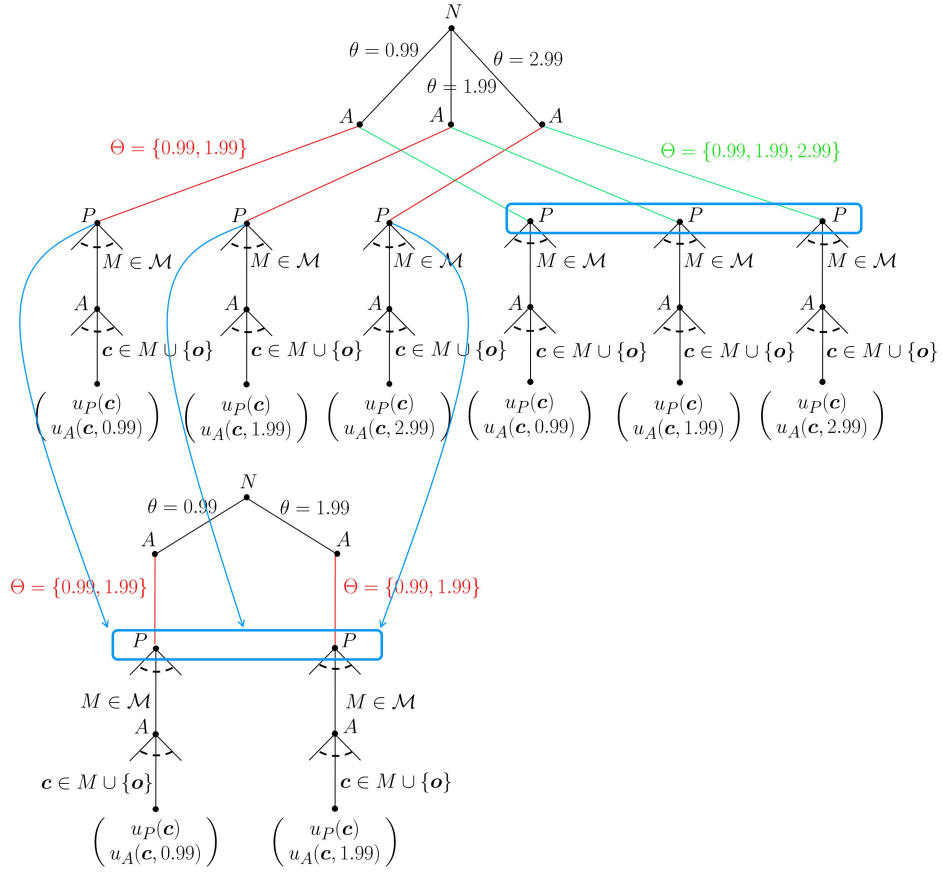 N
θ = 0.99
θ = 2.99
θ = 1.99
A A A
Θ = {0.99, 1.99}
Θ = {0.99, 1.99, 2.99}
P P P P P P
M ∈ ℳ M ∈ ℳ M ∈ ℳ M ∈ ℳ M ∈ ℳ M ∈ ℳ
A A A A A A
c ∈ M ∪ {o} c ∈ M ∪ {o} c ∈ M ∪ {o} c ∈ M ∪ {o} c ∈ M ∪ {o} c ∈ M ∪ {o}
u_P(c) u_P(c) u_P(c) u_P(c) u_P(c) u_P(c)
u_A(c, 0.99) u_A(c, 1.99) u_A(c, 2.99) u_A(c, 0.99) u_A(c, 1.99) u_A(c, 2.99)
N
θ = 0.99 θ = 1.99
A A
Θ = {0.99, 1.99} Θ = {0.99, 1.99}
P P
M ∈ ℳ M ∈ ℳ
A A
c ∈ M ∪ {o} c ∈ M ∪ {o}
u_P(c) u_P(c)
u_A(c, 0.99) u_A(c, 1.99)